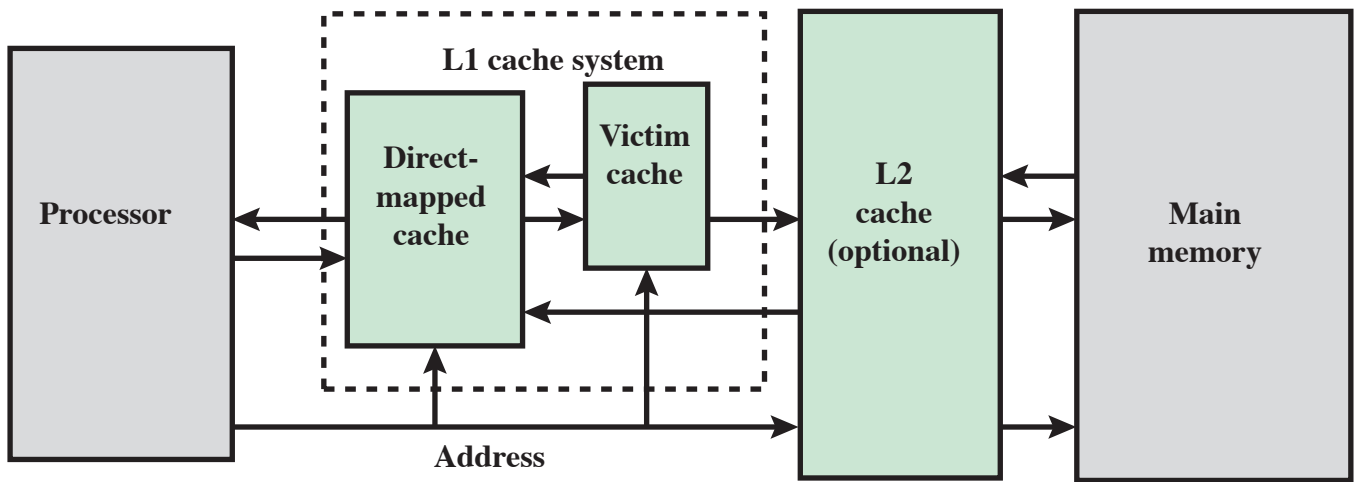 L1 cache system
Processor
Direct-
mapped
cache
Victim
cache
L2
cache
(optional)
Main
memory
Address